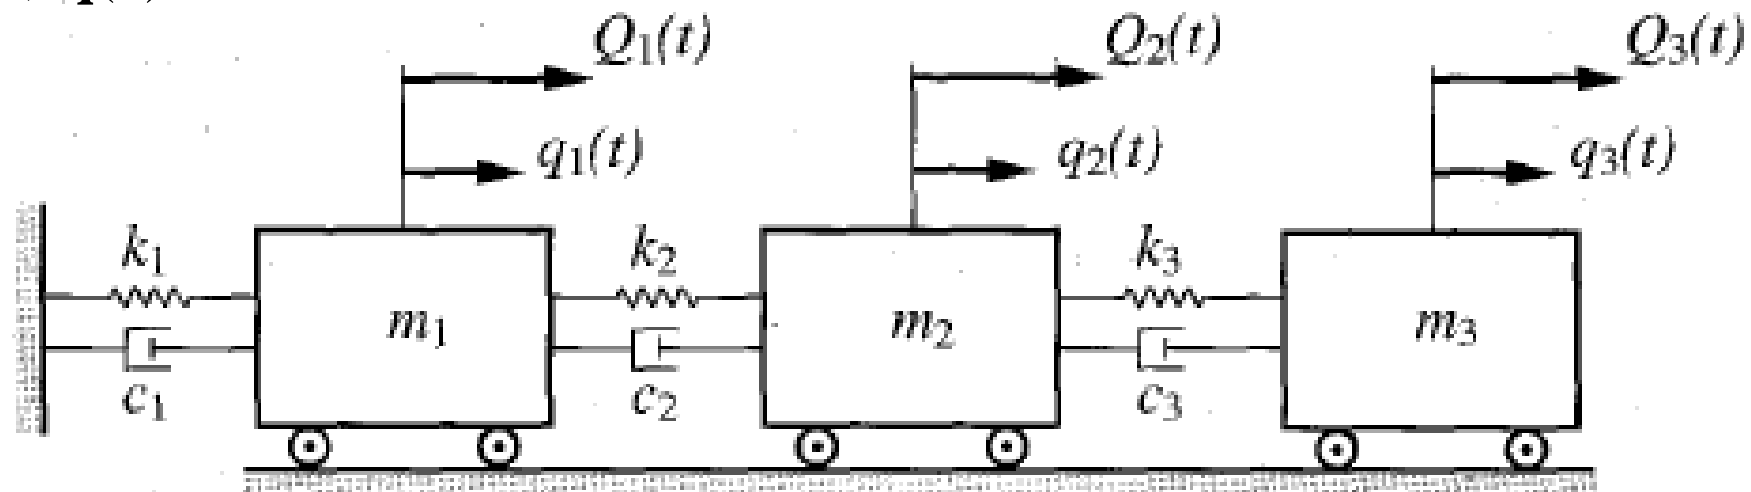 Q₁(t) Q₂(t) Q₃(t)
q₁(t) q₂(t) q₃(t)
k₁ k₂ k₃
m₁ m₂ m₃
c₁ c₂ c₃